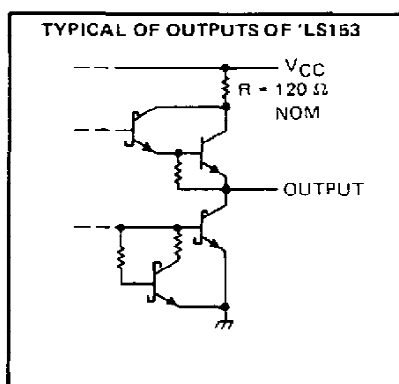 TYPICAL OF OUTPUTS OF 'LS153
VCC
R = 120 Ω
NOM
OUTPUT